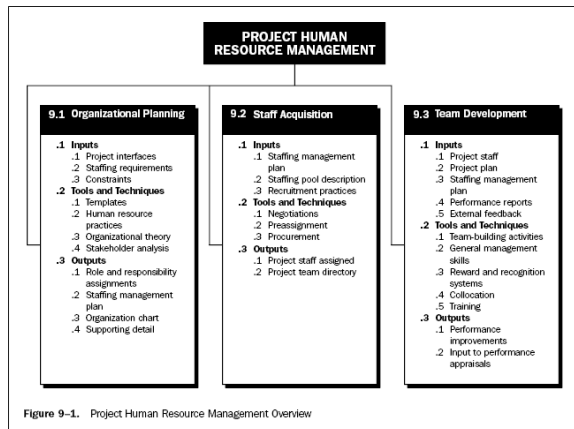 PROJECT HUMAN
RESOURCE MANAGEMENT
9.1 Organizational Planning
.1 Inputs
.1 Project interfaces
.2 Staffing requirements
.3 Constraints
.2 Tools and Techniques
.1 Templates
.2 Human resource
practices
.3 Organizational theory
.4 Stakeholder analysis
.3 Outputs
.1 Role and responsibility
assignments
.2 Staffing management
plan
.3 Organization chart
.4 Supporting detail
9.2 Staff Acquisition
.1 Inputs
.1 Staffing management
plan
.2 Staffing pool description
.3 Recruitment practices
.2 Tools and Techniques
.1 Negotiations
.2 Preassignment
.3 Procurement
.3 Outputs
.1 Project staff assigned
.2 Project team directory
9.3 Team Development
.1 Inputs
.1 Project staff
.2 Project plan
.3 Staffing management
plan
.4 Performance reports
.5 External feedback
.2 Tools and Techniques
.1 Team-building activities
.2 General management
skills
.3 Reward and recognition
systems
.4 Collocation
.5 Training
.3 Outputs
.1 Performance
improvements
.2 Input to performance
appraisals
Figure 9–1. Project Human Resource Management Overview